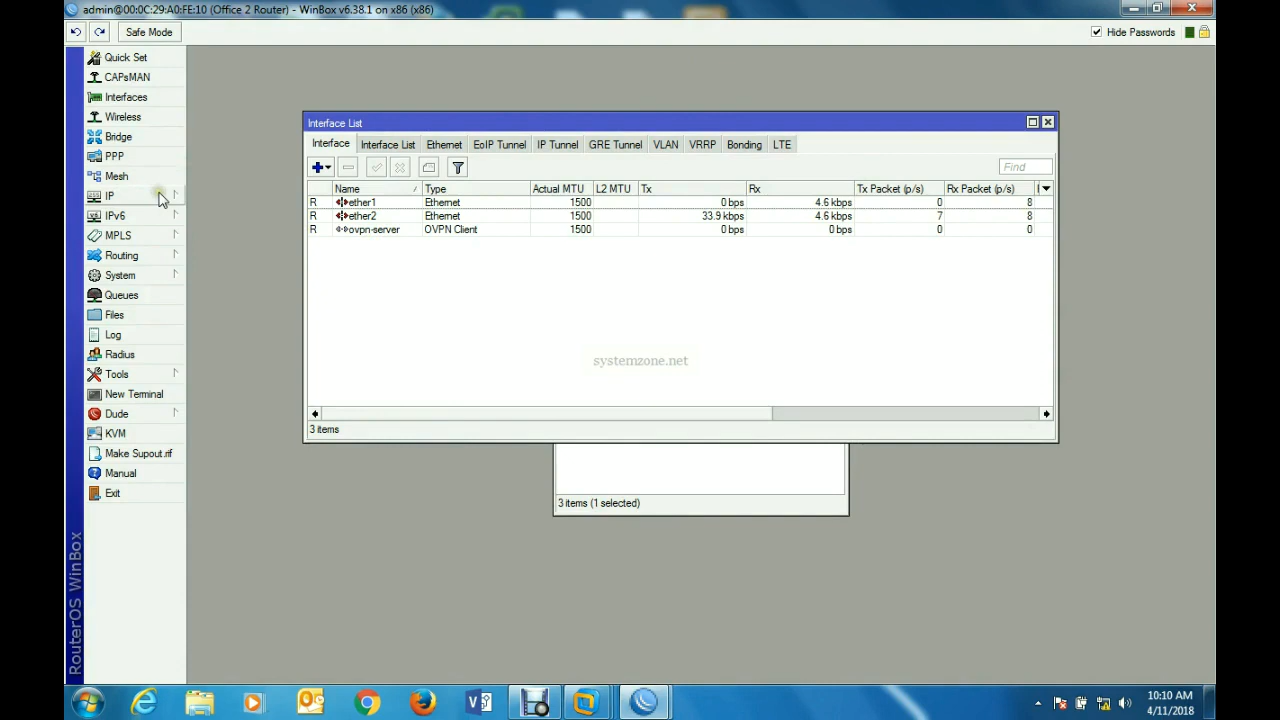 admin@00:0C:29:A0:FE:10 (Office 2 Router) - WinBox v6.38.1 on x86 (x86)
Safe Mode
Hide Passwords
Quick Set
CAPsMAN
Interfaces
Wireless
Bridge
PPP
Mesh
IP
IPv6
MPLS
Routing
System
Queues
Files
Log
Radius
Tools
New Terminal
Dude
KVM
Make Supout.rif
Manual
Exit
RouterOS WinBox
Interface List
Interface Interface List Ethernet EoIP Tunnel IP Tunnel GRE Tunnel VLAN VRRP Bonding LTE
Find
Name Type Actual MTU L2 MTU Tx Rx Tx Packet (p/s) Rx Packet (p/s)
R ether1 Ethernet 1500 0 bps 4.6 kbps 0 8
R ether2 Ethernet 1500 33.9 kbps 4.6 kbps 7 8
R ovpn-server OVPN Client 1500 0 bps 0 bps 0 0
systemzone.net
3 items
3 items (1 selected)
10:10 AM
4/11/2018